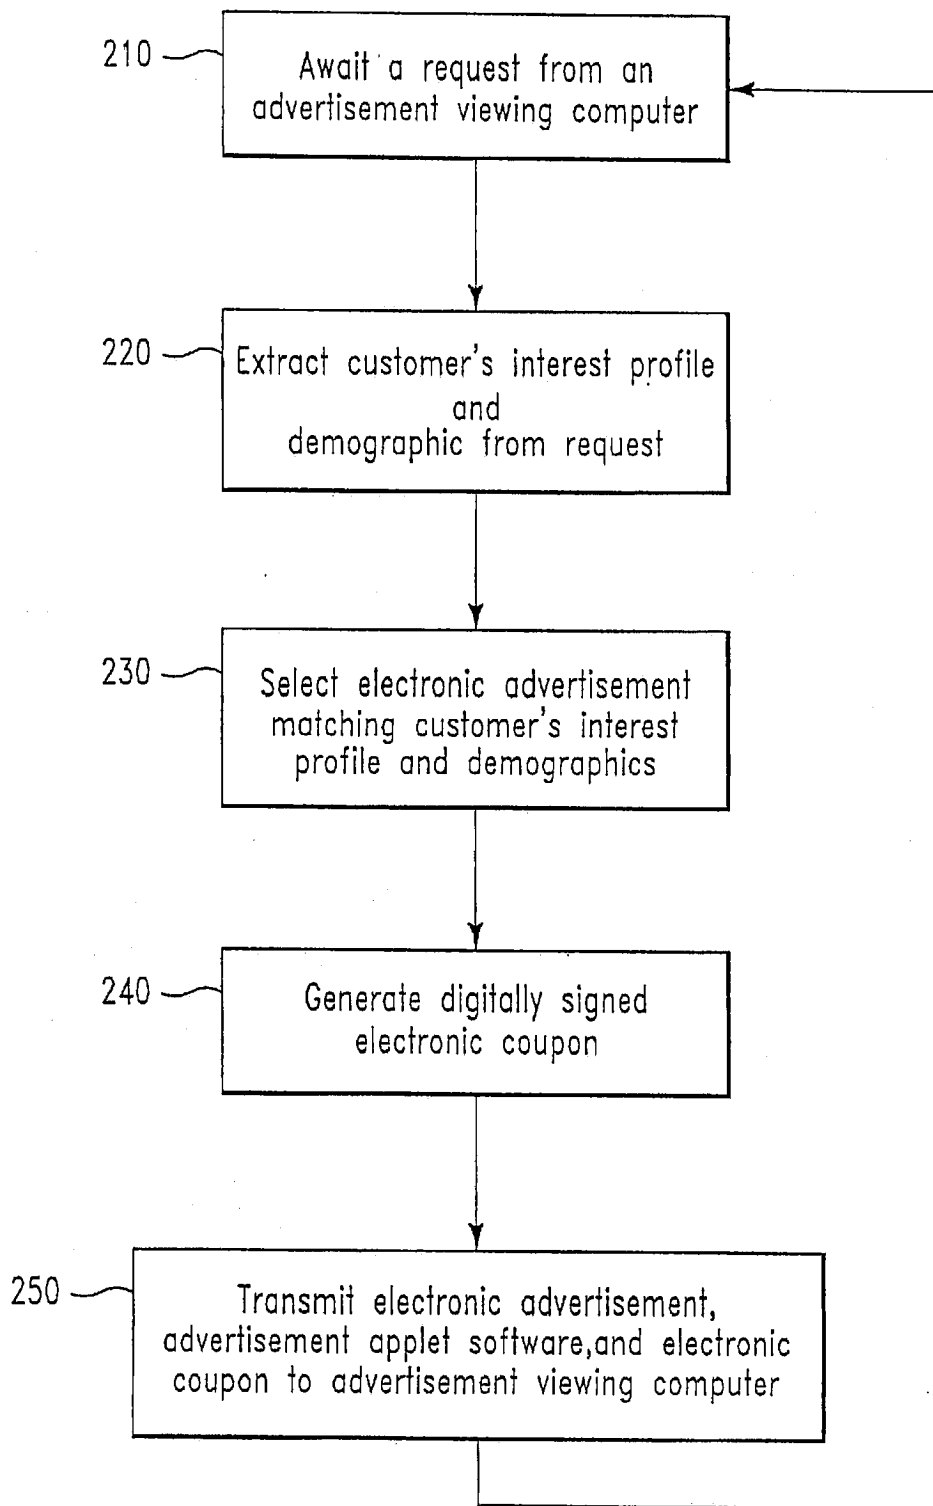 210
Await a request from an
advertisement viewing computer
220
Extract customer's interest profile
and
demographic from request
230
Select electronic advertisement
matching customer's interest
profile and demographics
240
Generate digitally signed
electronic coupon
250
Transmit electronic advertisement,
advertisement applet software,and electronic
coupon to advertisement viewing computer